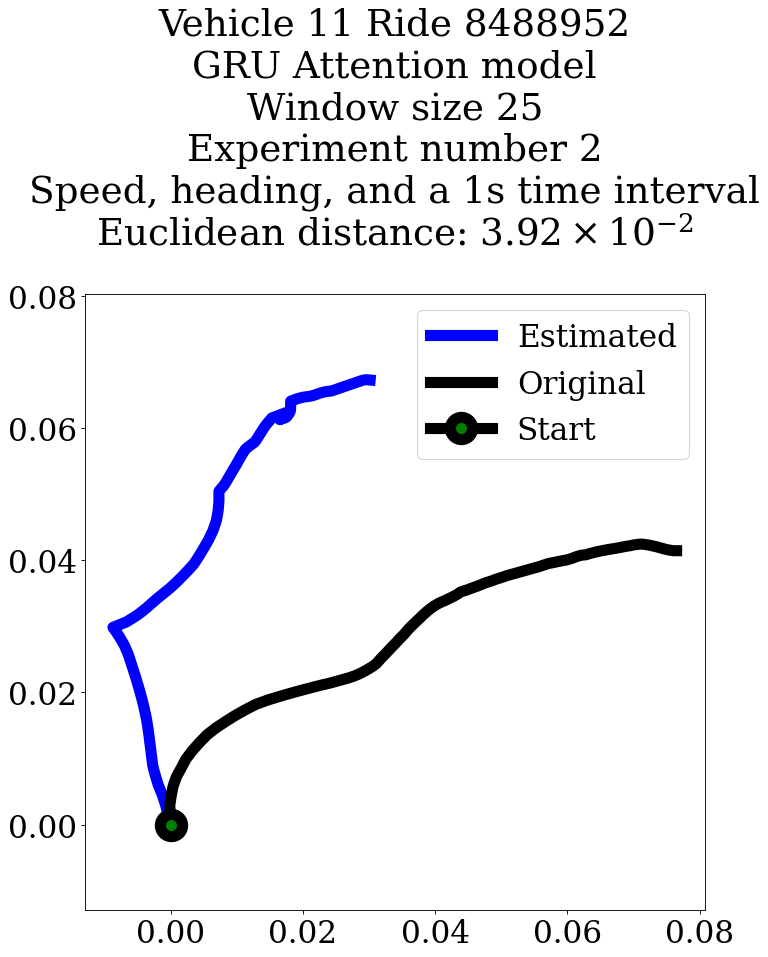 Vehicle 11 Ride 8488952
GRU Attention model
Window size 25
Experiment number 2
Speed, heading, and a 1s time interval
Euclidean distance: 3.92 × 10⁻²
0.08
Estimated
Original
Start
0.06
0.04
0.02
0.00
0.00 0.02 0.04 0.06 0.08